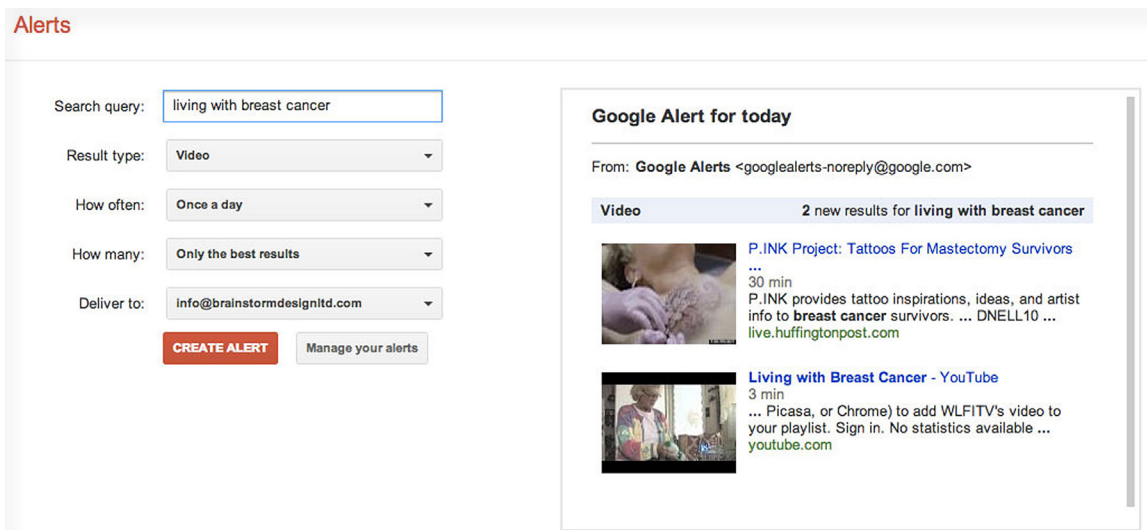 Alerts
Search query: living with breast cancer
Result type: Video
How often: Once a day
How many: Only the best results
Deliver to: info@brainstormdesignltd.com
CREATE ALERT Manage your alerts
Google Alert for today
From: Google Alerts <googlealerts-noreply@google.com>
Video 2 new results for living with breast cancer
P.INK Project: Tattoos For Mastectomy Survivors
...
30 min
P.INK provides tattoo inspirations, ideas, and artist
info to breast cancer survivors. ... DNELL10 ...
live.huffingtonpost.com
Living with Breast Cancer - YouTube
3 min
... Picasa, or Chrome) to add WLFITV's video to
your playlist. Sign in. No statistics available ...
youtube.com